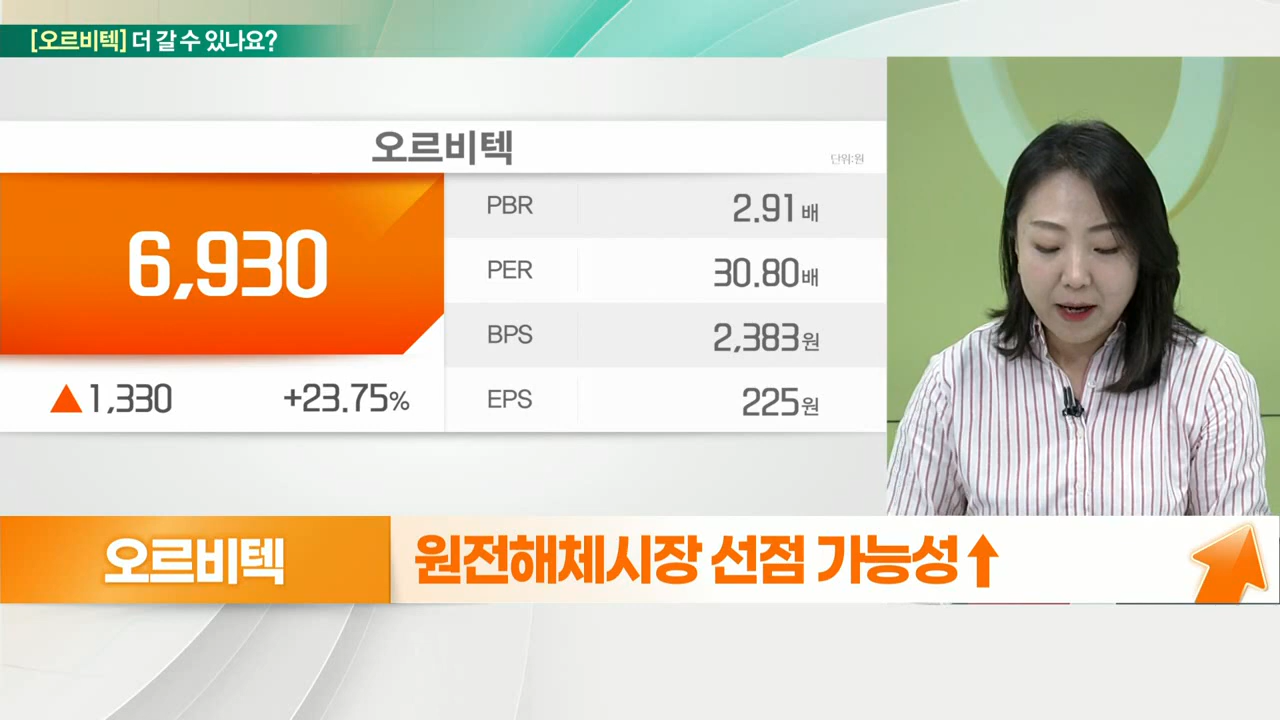 [오르비텍] 더 갈 수 있나요?
오르비텍
단위:원
6,930
▲1,330 +23.75%
PBR 2.91배
PER 30.80배
BPS 2,383원
EPS 225원
오르비텍 원전해체시장 선점 가능성↑